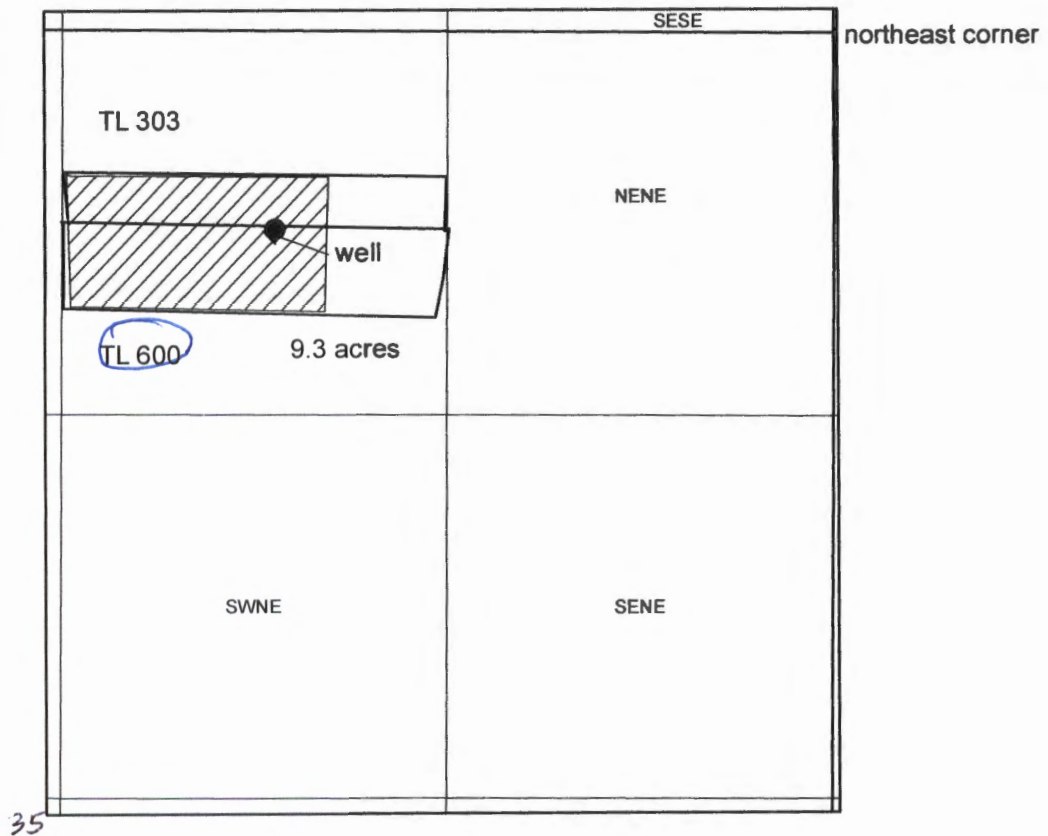 SESE
northeast corner
TL 303
NENE
well
TL 600
9.3 acres
SWNE
SENE
35